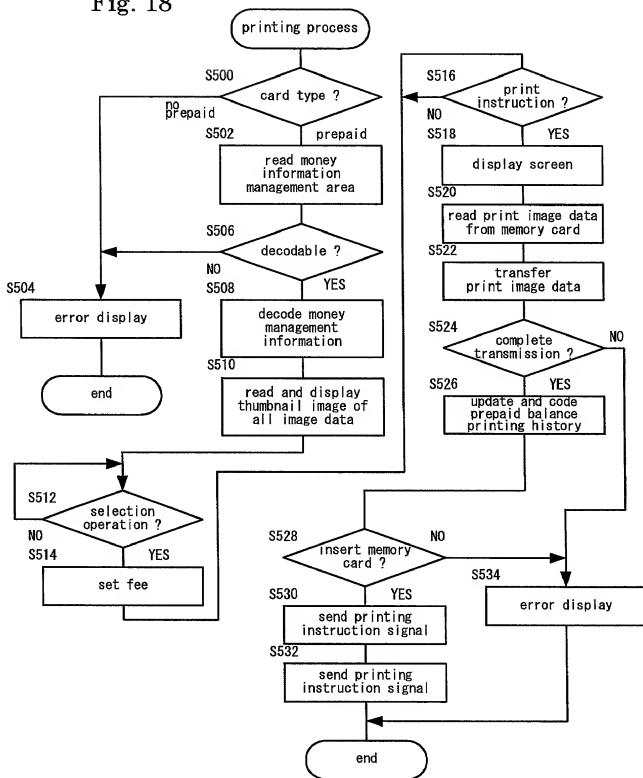 Fig. 18
printing process
S500
card type ?
no
prepaid
prepaid
S502
read money
information
management area
S506
decodable ?
NO
YES
S504
error display
end
S508
decode money
management
information
S510
read and display
thumbnail image of
all image data
S512
selection
operation ?
NO
YES
S514
set fee
S516
print
instruction ?
NO
YES
S518
display screen
S520
read print image data
from memory card
S522
transfer
print image data
S524
complete
transmission ?
NO
YES
S526
update and code
prepaid balance
printing history
S528
insert memory
card ?
NO
YES
S534
error display
S530
send printing
instruction signal
S532
send printing
instruction signal
end